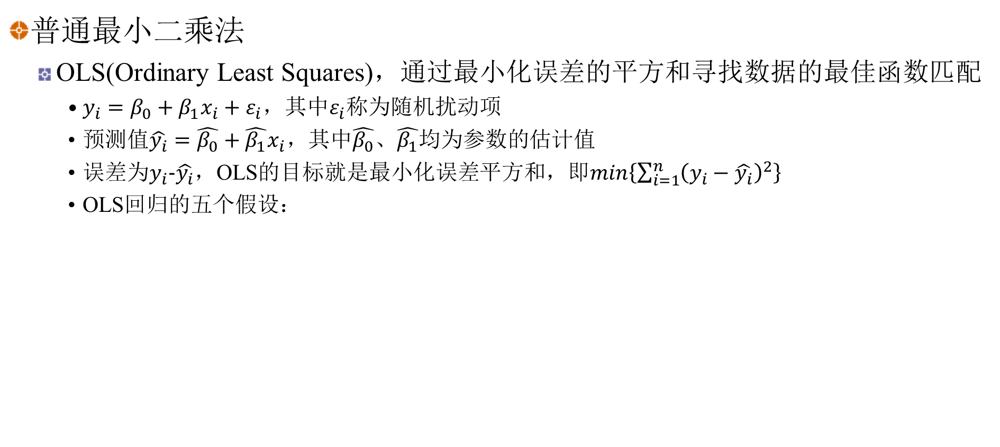 普通最小二乘法
OLS(Ordinary Least Squares)，通过最小化误差的平方和寻找数据的最佳函数匹配
• $y_i = \beta_0 + \beta_1 x_i + \varepsilon_i$，其中$\varepsilon_i$称为随机扰动项
• 预测值$\widehat{y_i} = \widehat{\beta_0} + \widehat{\beta_1} x_i$，其中$\widehat{\beta_0}$、$\widehat{\beta_1}$均为参数的估计值
• 误差为$y_i$-$\widehat{y_i}$，OLS的目标就是最小化误差平方和，即$min\{\sum_{i=1}^{n}(y_i - \widehat{y_i})^2\}$
• OLS回归的五个假设：